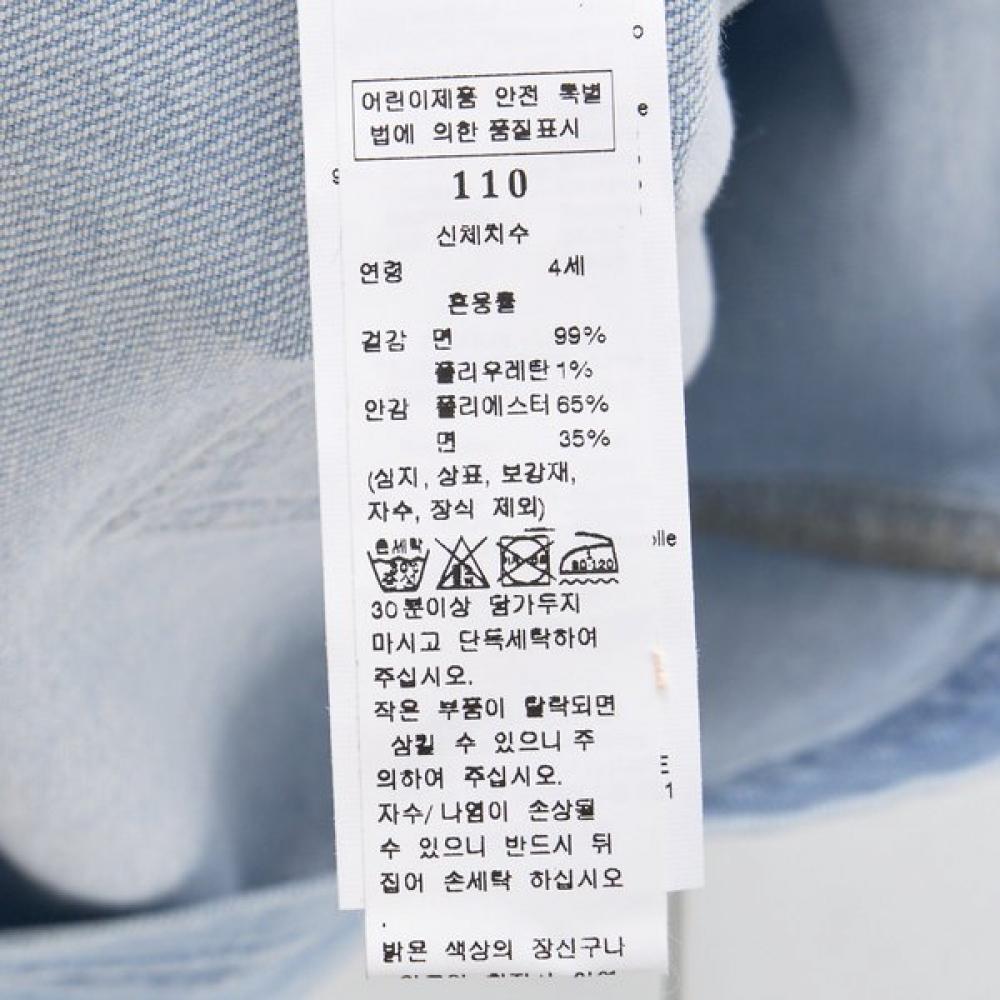 어린이제품 안전 특별
법에 의한 품질표시
110
신체치수
연령 4세
혼용률
겉감 면 99%
폴리우레탄 1%
안감 폴리에스터 65%
면 35%
(심지, 상표, 보강재,
자수, 장식 제외)
손세탁
80-120
30분이상 담가두지
마시고 단독세탁하여
주십시오.
작은 부품이 탈락되면
삼킬 수 있으니 주
의하여 주십시오.
자수/나염이 손상될
수 있으니 반드시 뒤
집어 손세탁 하십시오
.
밝은 색상의 장신구나